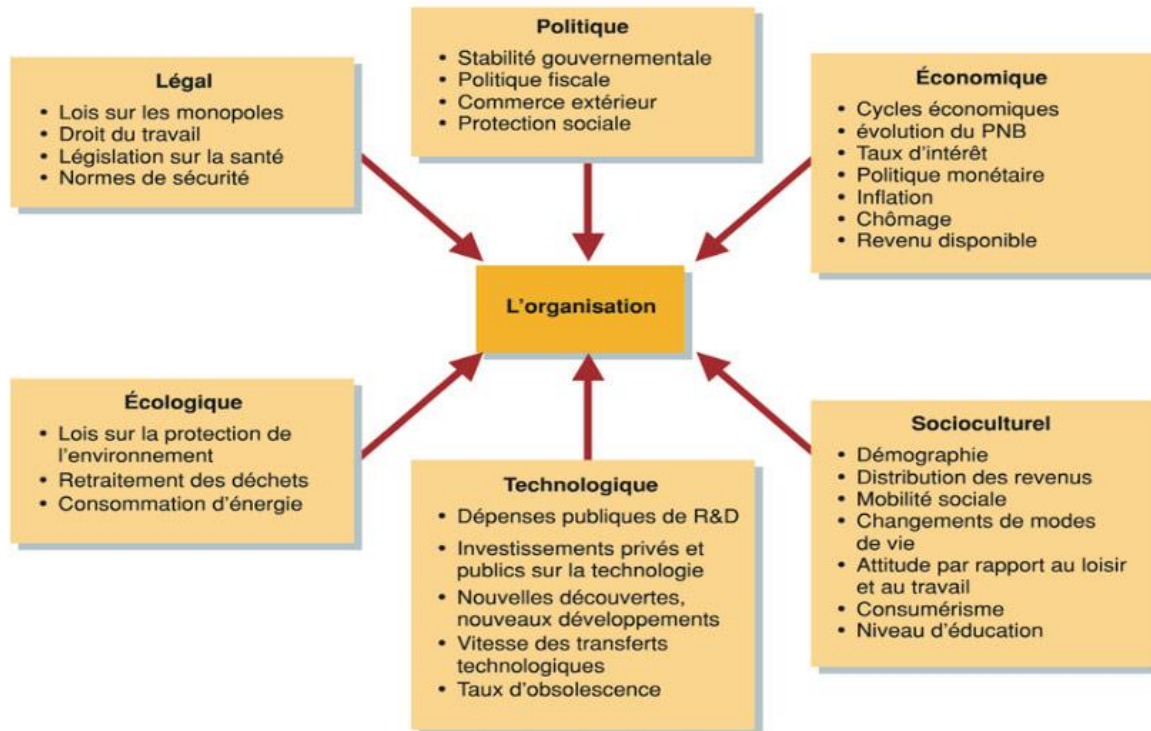 Politique
• Stabilité gouvernementale
• Politique fiscale
• Commerce extérieur
• Protection sociale
Légal
• Lois sur les monopoles
• Droit du travail
• Législation sur la santé
• Normes de sécurité
Économique
• Cycles économiques
• évolution du PNB
• Taux d'intérêt
• Politique monétaire
• Inflation
• Chômage
• Revenu disponible
L'organisation
Écologique
• Lois sur la protection de
l'environnement
• Retraitement des déchets
• Consommation d'énergie
Technologique
• Dépenses publiques de R&D
• Investissements privés et
publics sur la technologie
• Nouvelles découvertes,
nouveaux développements
• Vitesse des transferts
technologiques
• Taux d'obsolescence
Socioculturel
• Démographie
• Distribution des revenus
• Mobilité sociale
• Changements de modes
de vie
• Attitude par rapport au loisir
et au travail
• Consumérisme
• Niveau d'éducation